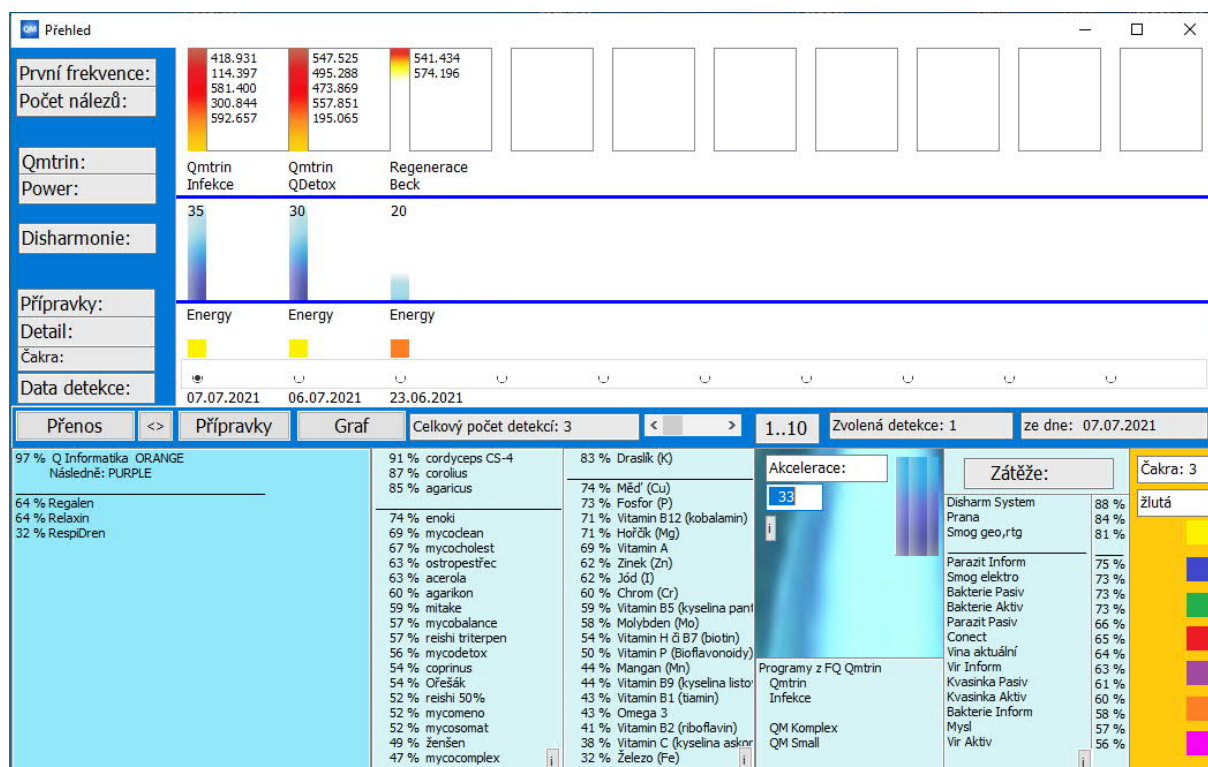 QM Přehled
První frekvence:
Počet nálezů:
Qmtrin:
Power:
Disharmonie:
Přípravky:
Detail:
Čakra:
Data detekce:
418.931
114.397
581.400
300.844
592.657
547.525
495.288
473.869
557.851
195.065
541.434
574.196
Qmtrin
Infekce
Qmtrin
QDetox
Regenerace
Beck
35 30 20
Energy Energy Energy
07.07.2021 06.07.2021 23.06.2021
Přenos <> Přípravky Graf Celkový počet detekcí: 3 < > 1..10 Zvolená detekce: 1 ze dne: 07.07.2021
97 % Q Informatika ORANGE
Následně: PURPLE
64 % Regalen
64 % Relaxin
32 % RespiDren
91 % cordyceps CS-4
87 % corolius
85 % agaricus
74 % enoki
69 % mycoclean
67 % mycocholest
63 % ostropestřec
63 % acerola
60 % agarikon
59 % mitake
57 % mycobalance
57 % reishi triterpen
56 % mycodetox
54 % coprinus
54 % Ořešák
52 % reishi 50%
52 % mycomeno
52 % mycosomat
49 % ženšen
47 % mycocomplex
i
83 % Draslík (K)
74 % Měď (Cu)
73 % Fosfor (P)
71 % Vitamin B12 (kobalamin)
71 % Hořčík (Mg)
69 % Vitamin A
62 % Zinek (Zn)
62 % Jód (I)
60 % Chrom (Cr)
59 % Vitamin B5 (kyselina pant
58 % Molybden (Mo)
54 % Vitamin H či B7 (biotin)
50 % Vitamin P (Bioflavonoidy)
44 % Mangan (Mn)
44 % Vitamin B9 (kyselina listo
43 % Vitamin B1 (tiamin)
43 % Omega 3
41 % Vitamin B2 (riboflavin)
38 % Vitamin C (kyselina askor
32 % Železo (Fe)
i
Akcelerace:
33
i
Programy z FQ Qmtrin
Qmtrin
Infekce
QM Komplex
QM Small
Zátěže:
Disharm System 88 %
Prana 84 %
Smog geo,rtg 81 %
Parazit Inform 75 %
Smog elektro 73 %
Bakterie Pasiv 73 %
Bakterie Aktiv 73 %
Parazit Pasiv 66 %
Conect 65 %
Vina aktuální 64 %
Vir Inform 63 %
Kvasinka Pasiv 61 %
Kvasinka Aktiv 60 %
Bakterie Inform 58 %
Mysl 57 %
Vir Aktiv 56 %
i
Čakra: 3
žlutá